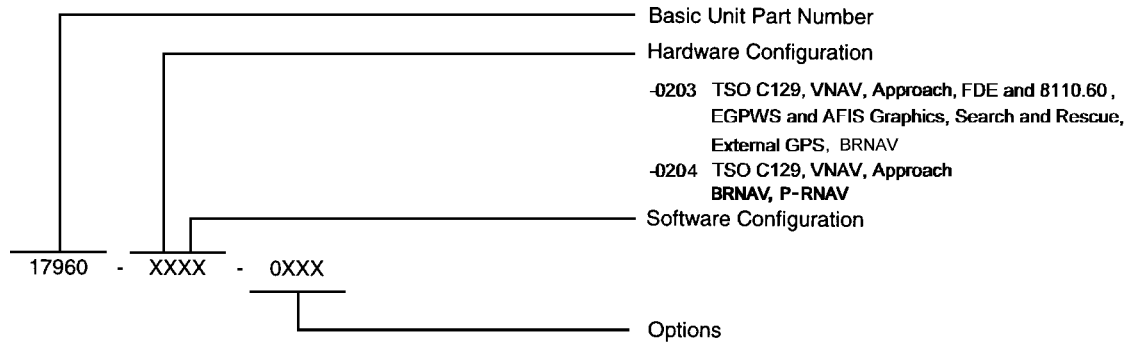 Basic Unit Part Number
Hardware Configuration
-0203 TSO C129, VNAV, Approach, FDE and 8110.60 ,
EGPWS and AFIS Graphics, Search and Rescue,
External GPS, BRNAV
-0204 TSO C129, VNAV, Approach
BRNAV, P-RNAV
Software Configuration
17960 - XXXX - 0XXX
Options